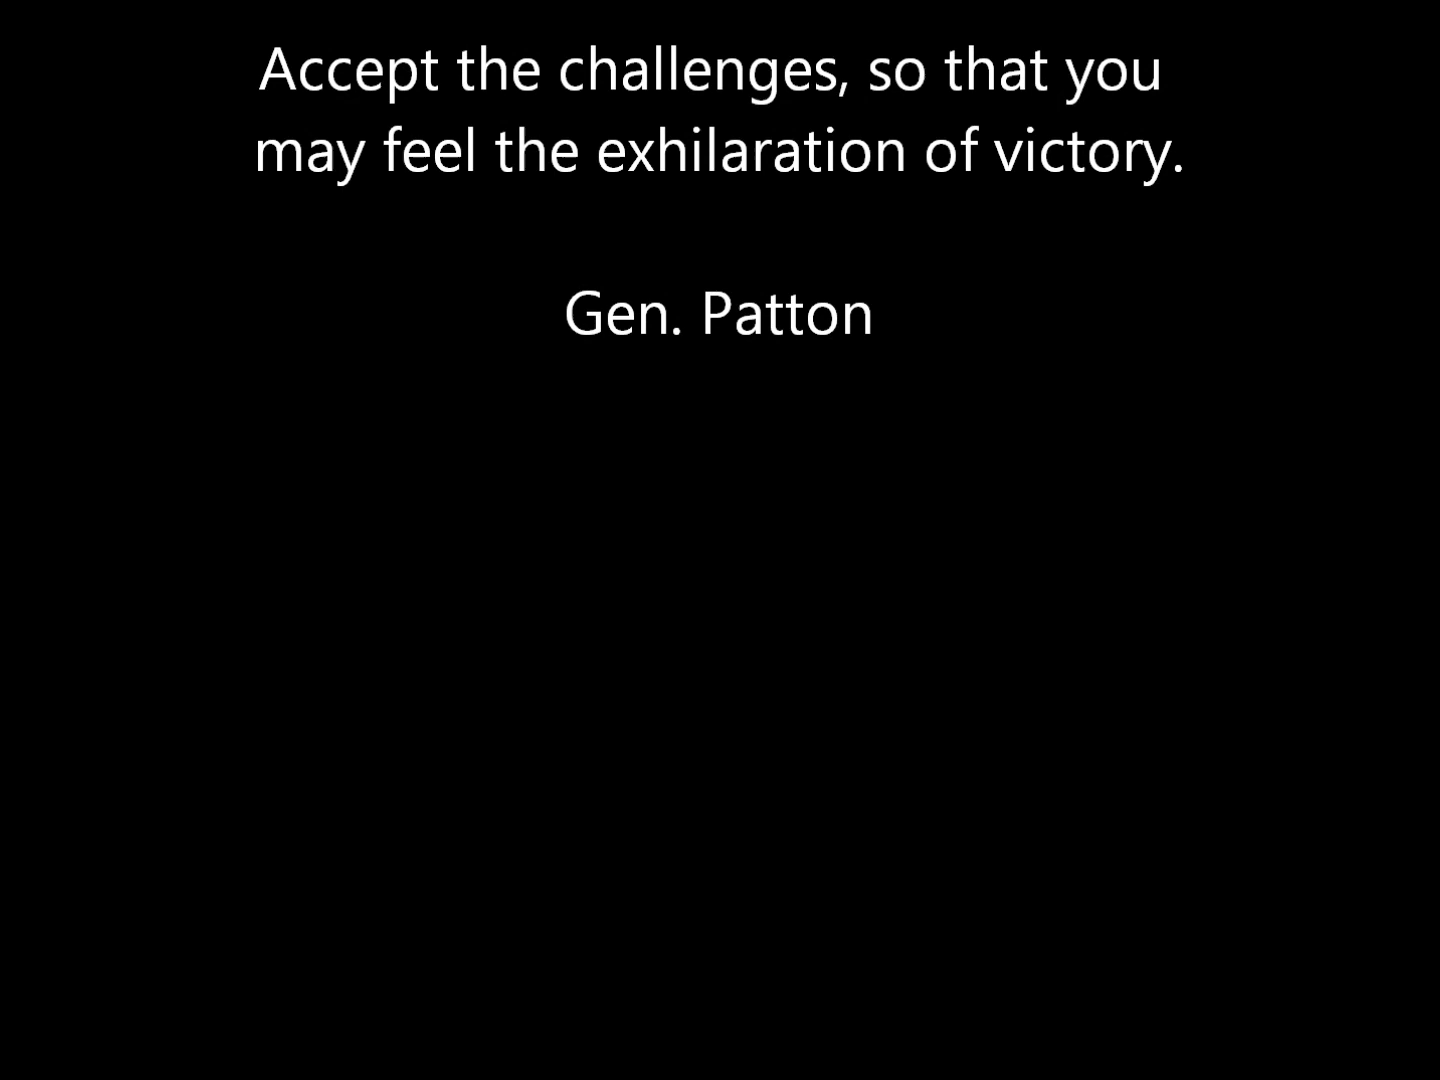 Accept the challenges, so that you
may feel the exhilaration of victory.
Gen. Patton